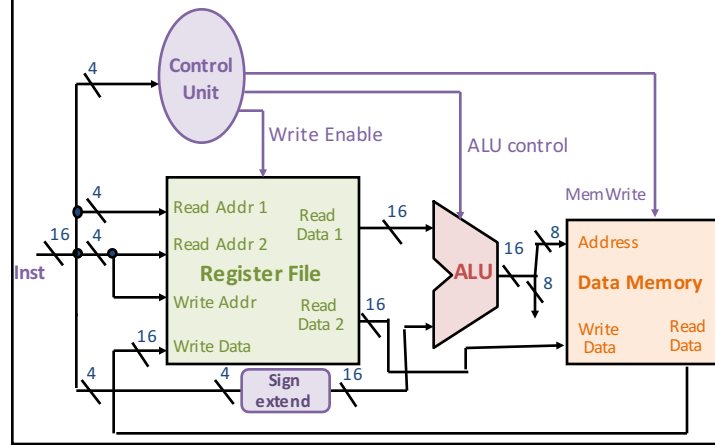 4
Control
Unit
Write Enable
ALU control
MemWrite
4
Read Addr 1
Read
Data 1
16
16
4
Read Addr 2
Inst
Register File
Write Addr
Read
Data 2
16
16
Write Data
ALU
16
8
8
Address
Data Memory
Write
Data
Read
Data
4
4
Sign
extend
16